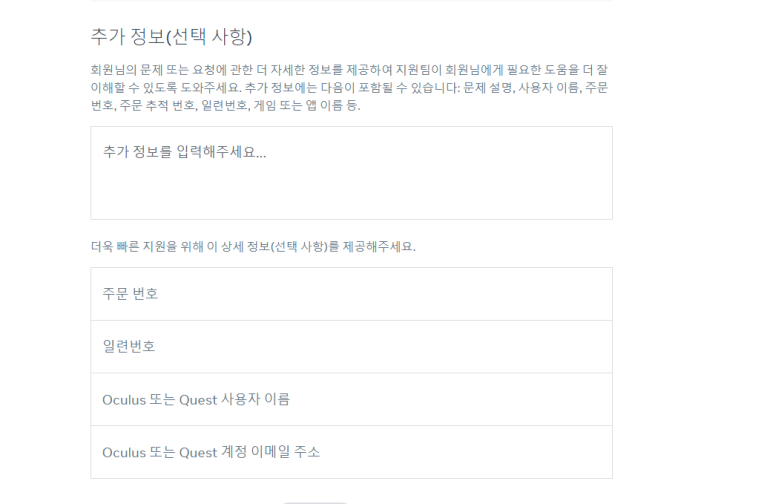 추가 정보(선택 사항)
회원님의 문제 또는 요청에 관한 더 자세한 정보를 제공하여 지원팀이 회원님에게 필요한 도움을 더 잘
이해할 수 있도록 도와주세요. 추가 정보에는 다음이 포함될 수 있습니다: 문제 설명, 사용자 이름, 주문
번호, 주문 추적 번호, 일련번호, 게임 또는 앱 이름 등.
추가 정보를 입력해주세요...
더욱 빠른 지원을 위해 이 상세 정보(선택 사항)를 제공해주세요.
주문 번호
일련번호
Oculus 또는 Quest 사용자 이름
Oculus 또는 Quest 계정 이메일 주소